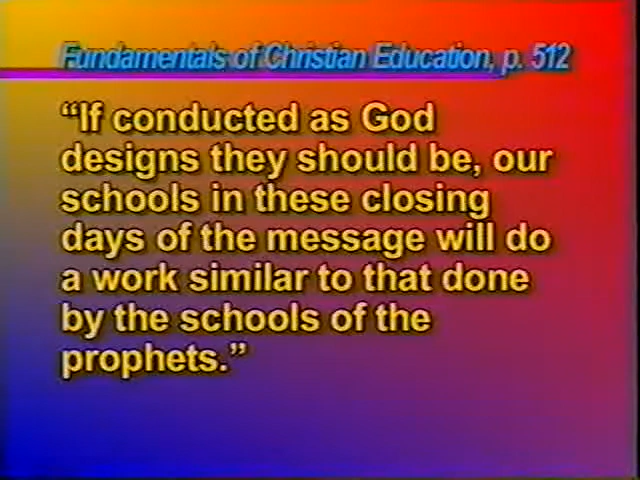 Fundamentals of Christian Education, p. 512
“If conducted as God
designs they should be, our
schools in these closing
days of the message will do
a work similar to that done
by the schools of the
prophets.”